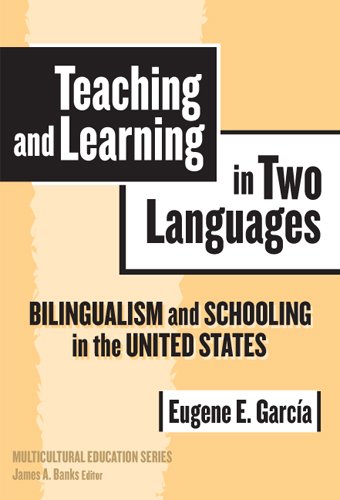 Teaching
and Learning
in Two
Languages
BILINGUALISM and SCHOOLING
in the UNITED STATES
Eugene E. García
MULTICULTURAL EDUCATION SERIES
James A. Banks Editor